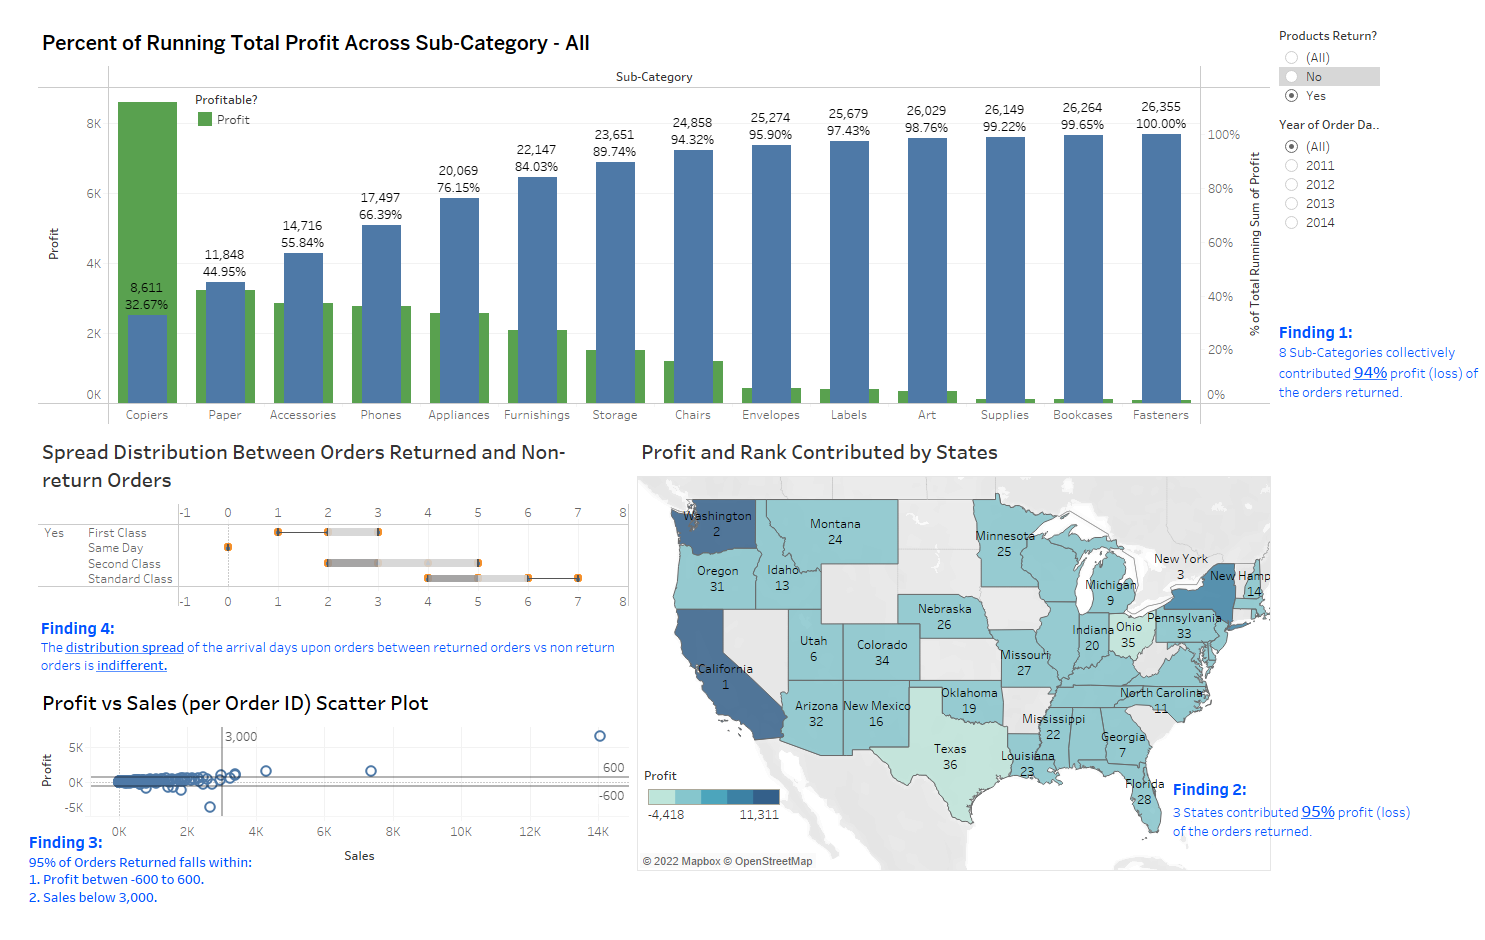 Percent of Running Total Profit Across Sub-Category - All
Sub-Category
Profitable?
Profit
Profit
8K
6K
4K
2K
0K
8,611
32.67%
11,848
44.95%
14,716
55.84%
17,497
66.39%
20,069
76.15%
22,147
84.03%
23,651
89.74%
24,858
94.32%
25,274
95.90%
25,679
97.43%
26,029
98.76%
26,149
99.22%
26,264
99.65%
26,355
100.00%
100%
80%
60%
40%
20%
0%
% of Total Running Sum of Profit
Copiers
Paper
Accessories
Phones
Appliances
Furnishings
Storage
Chairs
Envelopes
Labels
Art
Supplies
Bookcases
Fasteners
Products Return?
(All)
No
Yes
Year of Order Da..
(All)
2011
2012
2013
2014
Finding 1:
8 Sub-Categories collectively
contributed 94% profit (loss) of
the orders returned.
Spread Distribution Between Orders Returned and Non-
return Orders
-1 0 1 2 3 4 5 6 7 8
Yes First Class
Same Day
Second Class
Standard Class
-1 0 1 2 3 4 5 6 7 8
Finding 4:
The distribution spread of the arrival days upon orders between returned orders vs non return
orders is indifferent.
Profit vs Sales (per Order ID) Scatter Plot
Profit
5K
0K
-5K
3,000
600
-600
0K 2K 4K 6K 8K 10K 12K 14K
Sales
Finding 3:
95% of Orders Returned falls within:
1. Profit betwen -600 to 600.
2. Sales below 3,000.
Profit and Rank Contributed by States
Washington
2
Montana
24
Minnesota
25
New York
3
New Hamp
14
Oregon
31
Idaho
13
Michigan
9
Nebraska
26
Pennsylvania
33
Indiana
20
Ohio
35
Utah
6
Colorado
34
Missouri
27
California
1
Arizona
32
New Mexico
16
Oklahoma
19
North Carolina
11
Mississippi
22
Georgia
7
Texas
36
Louisiana
23
Florida
28
Profit
-4,418 11,311
© 2022 Mapbox © OpenStreetMap
Finding 2:
3 States contributed 95% profit (loss)
of the orders returned.